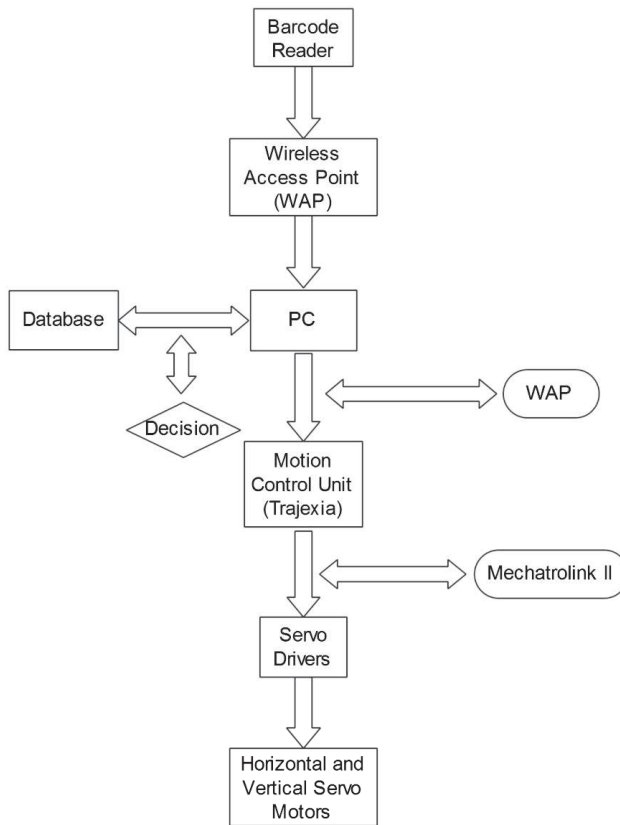 Barcode
Reader
Wireless
Access Point
(WAP)
Database
PC
Decision
WAP
Motion
Control Unit
(Trajexia)
Mechatrolink II
Servo
Drivers
Horizontal and
Vertical Servo
Motors